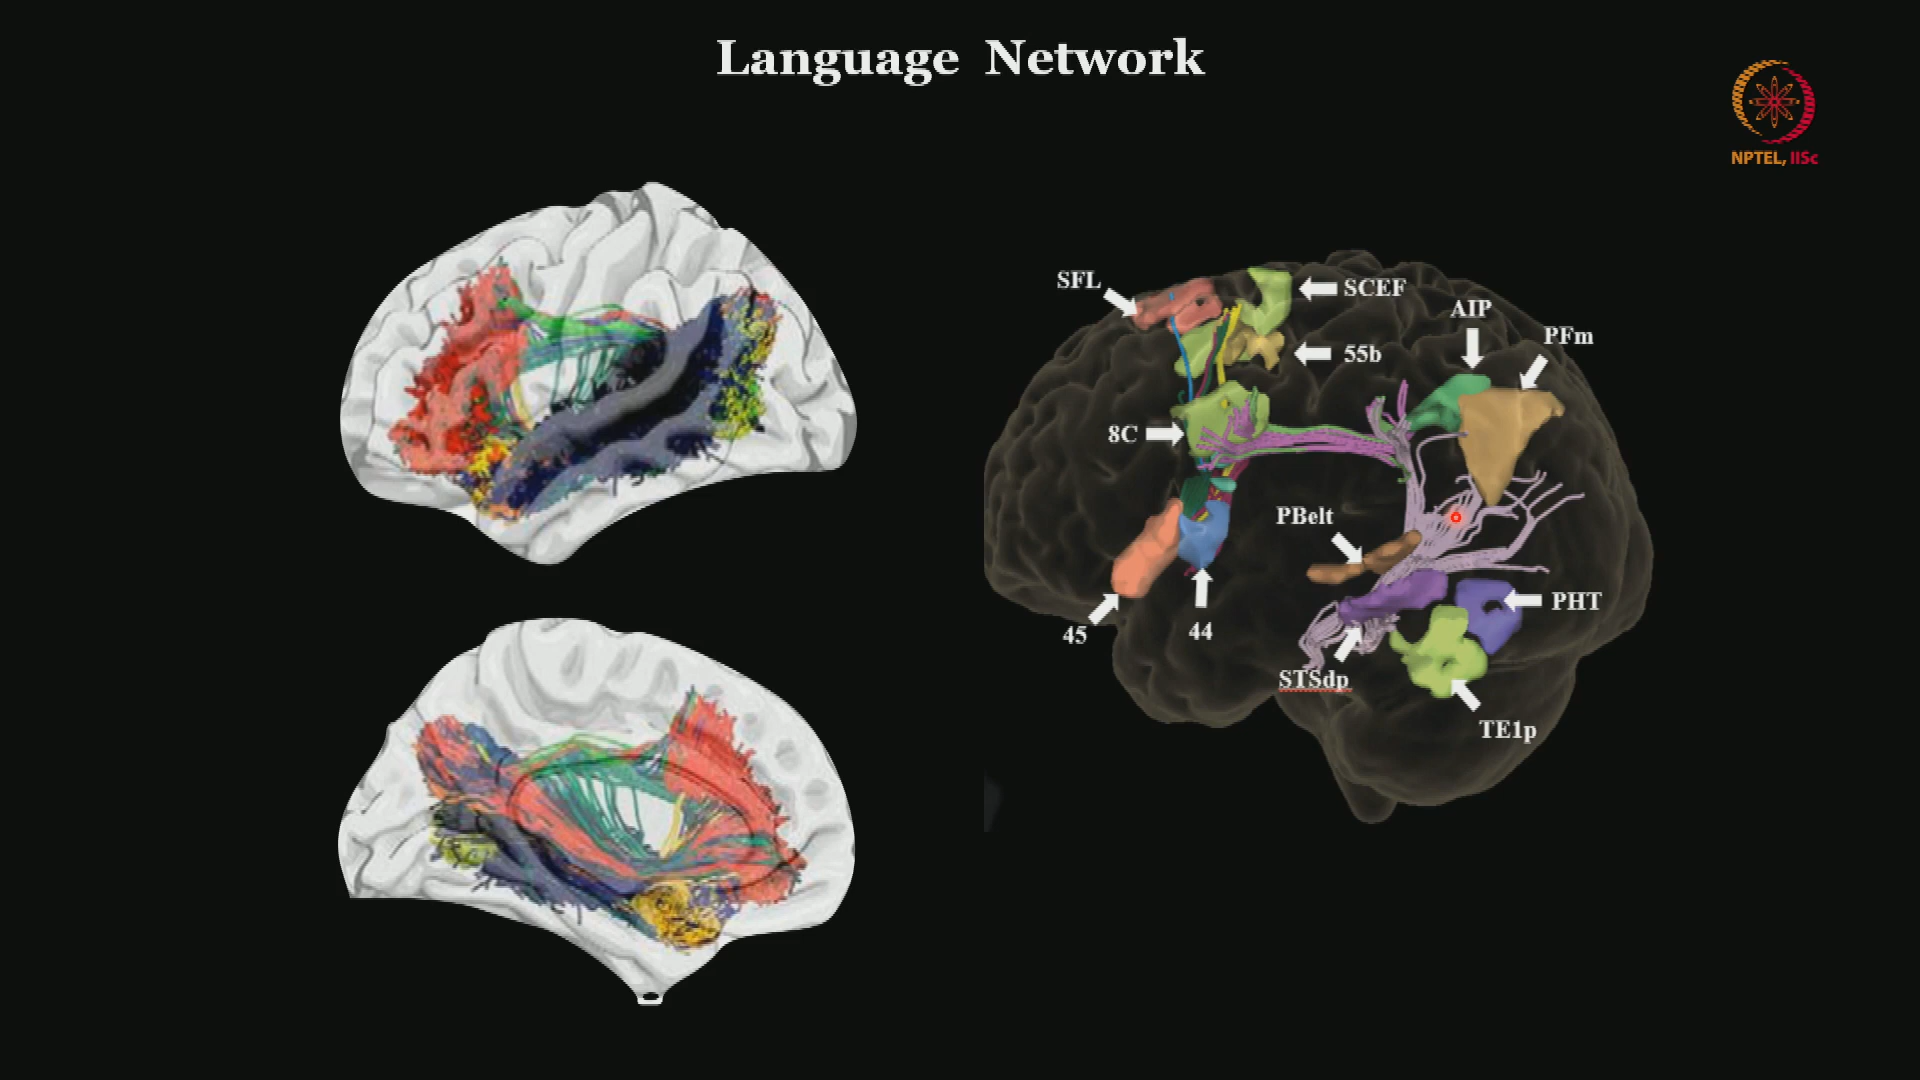 Language Network
NPTEL, IISc
SFL
SCEF
AIP
PFm
55b
8C
PBelt
PHT
45
44
STSdp
TE1p